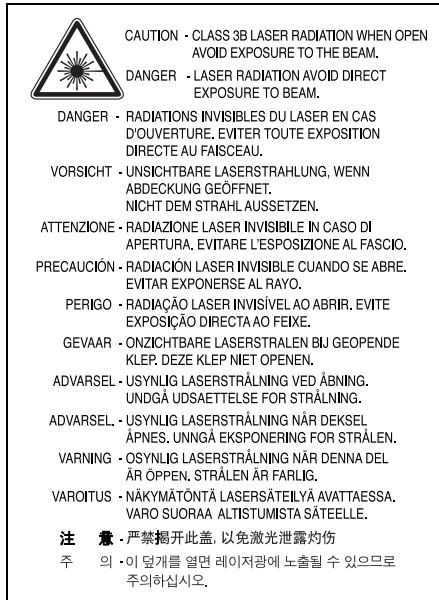 CAUTION - CLASS 3B LASER RADIATION WHEN OPEN
AVOID EXPOSURE TO THE BEAM.
DANGER - LASER RADIATION AVOID DIRECT
EXPOSURE TO BEAM.
DANGER - RADIATIONS INVISIBLES DU LASER EN CAS
D'OUVERTURE. EVITER TOUTE EXPOSITION
DIRECTE AU FAISCEAU.
VORSICHT - UNSICHTBARE LASERSTRAHLUNG, WENN
ABDECKUNG GEÖFFNET.
NICHT DEM STRAHL AUSSETZEN.
ATTENZIONE - RADIAZIONE LASER INVISIBILE IN CASO DI
APERTURA. EVITARE L'ESPOSIZIONE AL FASCIO.
PRECAUCIÓN - RADIACIÓN LASER INVISIBLE CUANDO SE ABRE.
EVITAR EXPONERSE AL RAYO.
PERIGO - RADIAÇÃO LASER INVISÍVEL AO ABRIR. EVITE
EXPOSIÇÃO DIRECTA AO FEIXE.
GEVAAR - ONZICHTBARE LASERSTRALEN BIJ GEOPENDE
KLEP. DEZE KLEP NIET OPENEN.
ADVARSEL - USYNLIG LASERSTRÅLNING VED ÅBNING.
UNDGÅ UDSAETTELSE FOR STRÅLNING.
ADVARSEL. - USYNLIG LASERSTRÅLNING NÅR DEKSEL
ÅPNES. UNNGÅ EKSPONERING FOR STRÅLEN.
VARNING - OSYNLIG LASERSTRÅLNING NÄR DENNA DEL
ÄR ÖPPEN. STRÅLEN ÄR FARLIG.
VAROITUS - NÄKYMÄTÖNTÄ LASERSÄTEILYÄ AVATTAESSA.
VARO SUORAA ALTISTUMISTA SÄTEELLE.
注 意 - 严禁揭开此盖, 以免激光泄露灼伤
주 의 - 이 덮개를 열면 레이저광에 노출될 수 있으므로
주의하십시오.